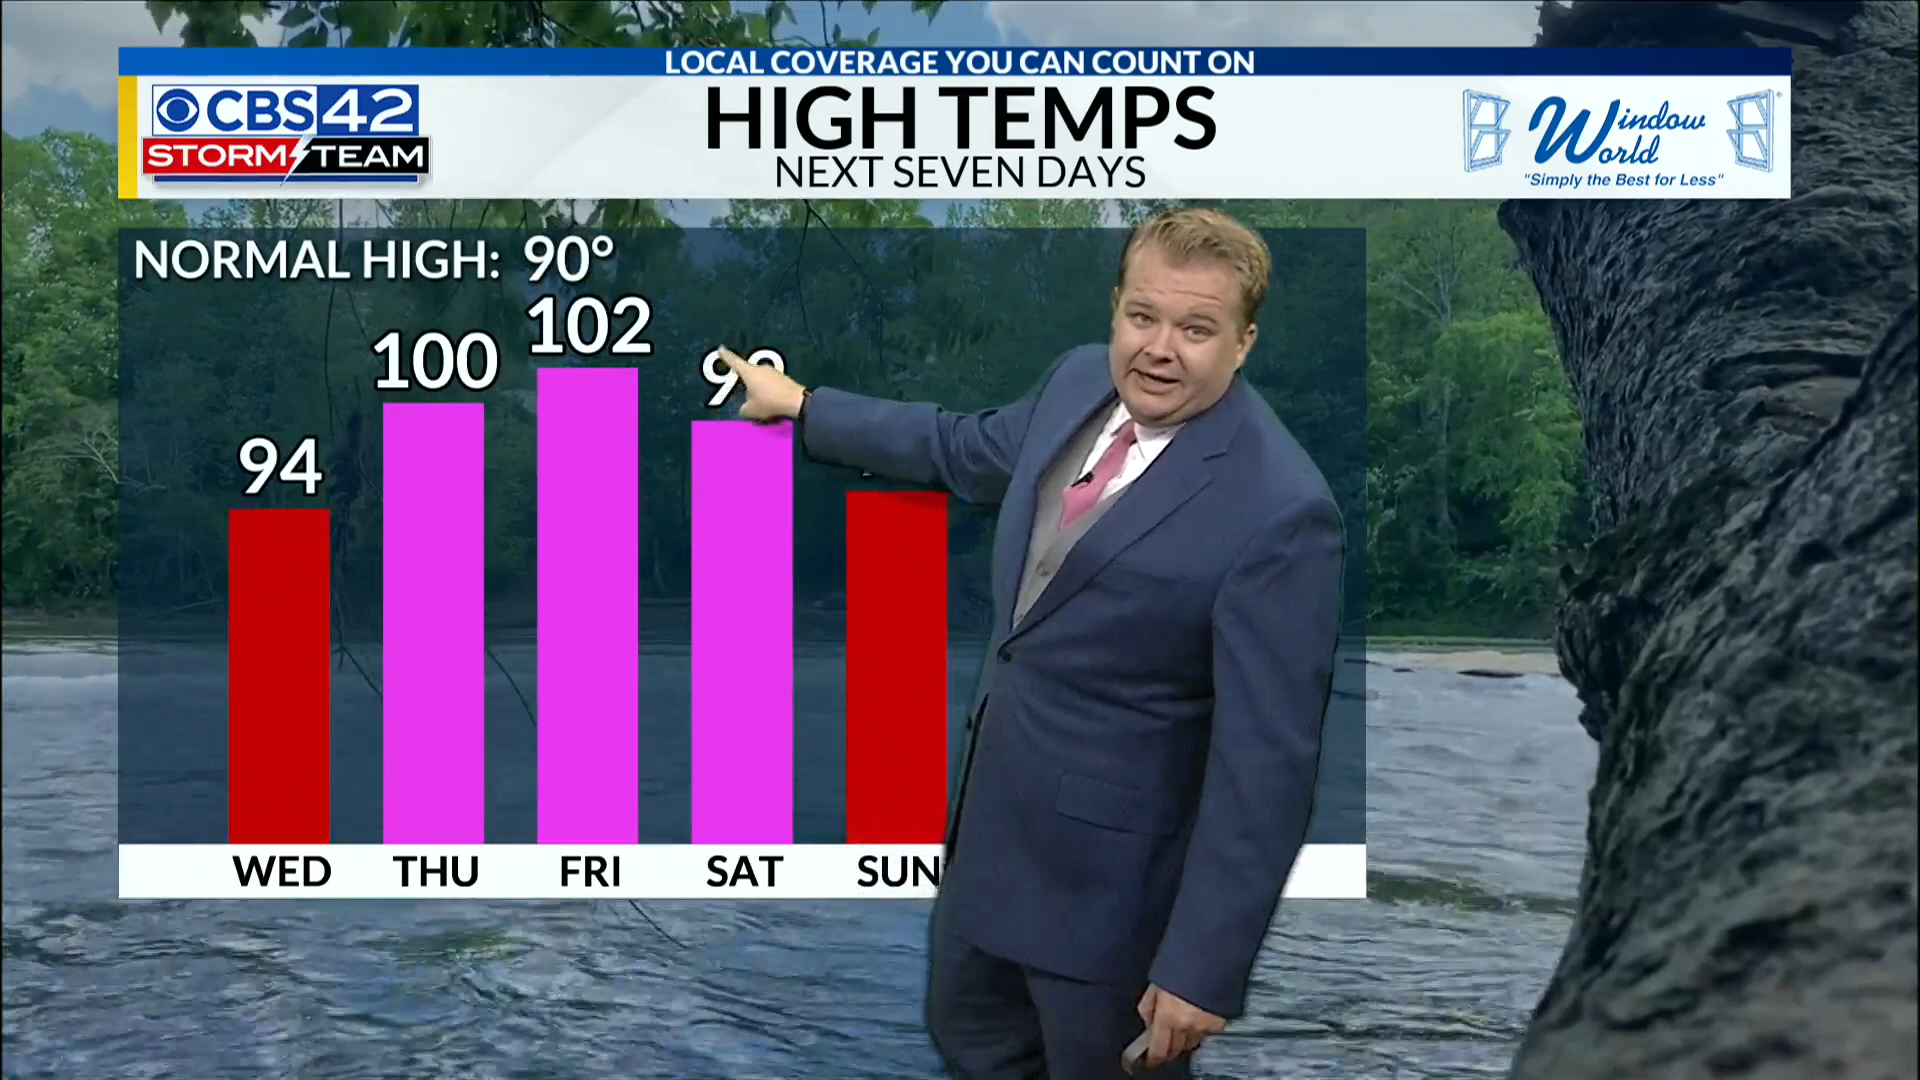 LOCAL COVERAGE YOU CAN COUNT ON
CBS 42
STORM TEAM
HIGH TEMPS
NEXT SEVEN DAYS
Window World
"Simply the Best for Less"
NORMAL HIGH: 90°
94
100
102
WED
THU
FRI
SAT
SUN